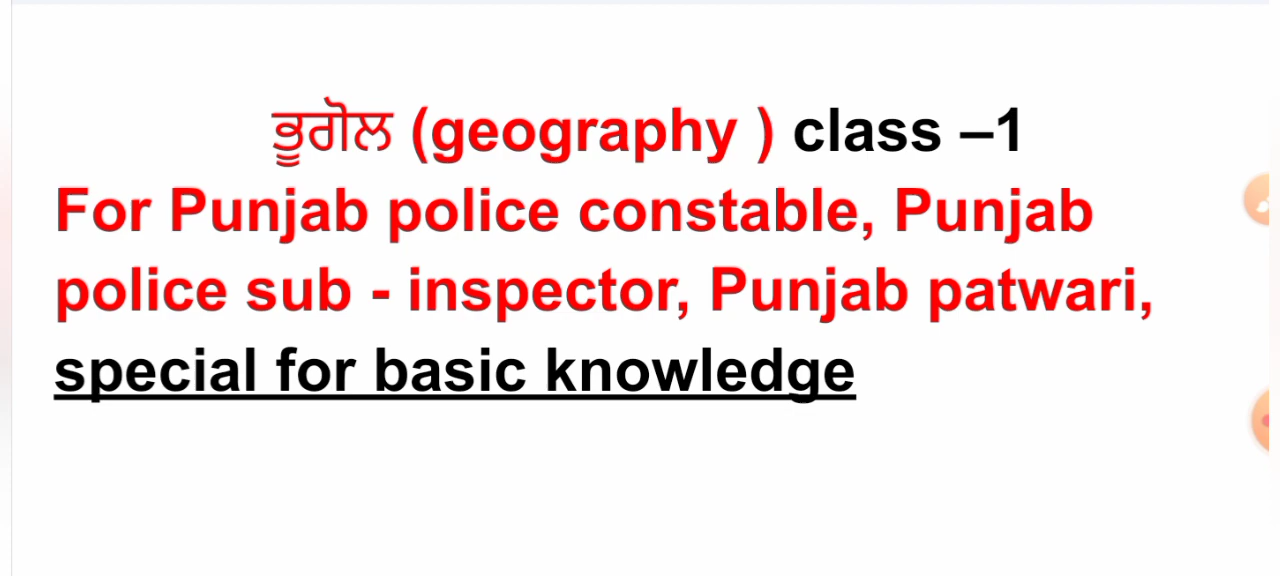 ਭੂਗੋਲ (geography ) class –1
For Punjab police constable, Punjab
police sub - inspector, Punjab patwari,
special for basic knowledge